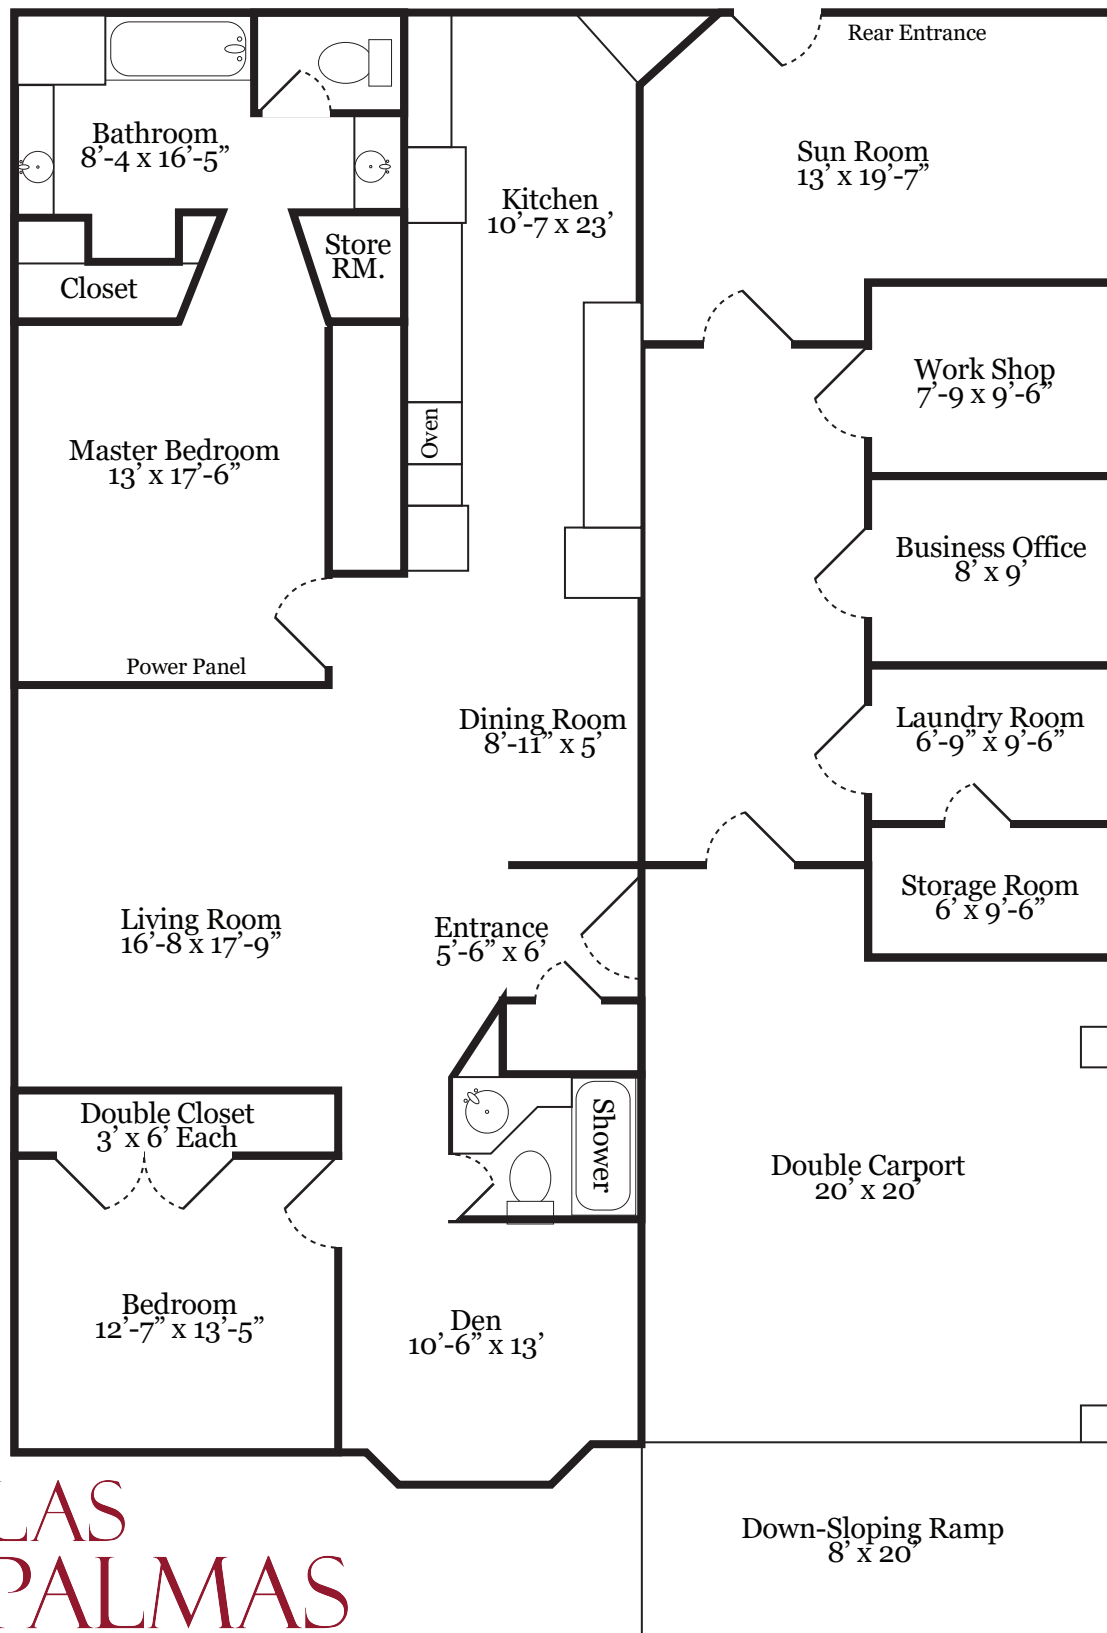 Rear Entrance
Bathroom
8’-4 x 16’-5”
Sun Room
13’ x 19’-7”
Kitchen
10’-7 x 23’
Store
RM.
Closet
Work Shop
7’-9 x 9’-6”
Oven
Master Bedroom
13’ x 17’-6”
Business Office
8’ x 9’
Power Panel
Dining Room
8’-11” x 5’
Laundry Room
6’-9” x 9’-6”
Storage Room
6’ x 9’-6”
Living Room
16’-8 x 17’-9”
Entrance
5’-6” x 6’
Double Closet
3’ x 6’ Each
Shower
Double Carport
20’ x 20’
Bedroom
12’-7” x 13’-5”
Den
10’-6” x 13’
LAS
PALMAS
Down-Sloping Ramp
8’ x 20’